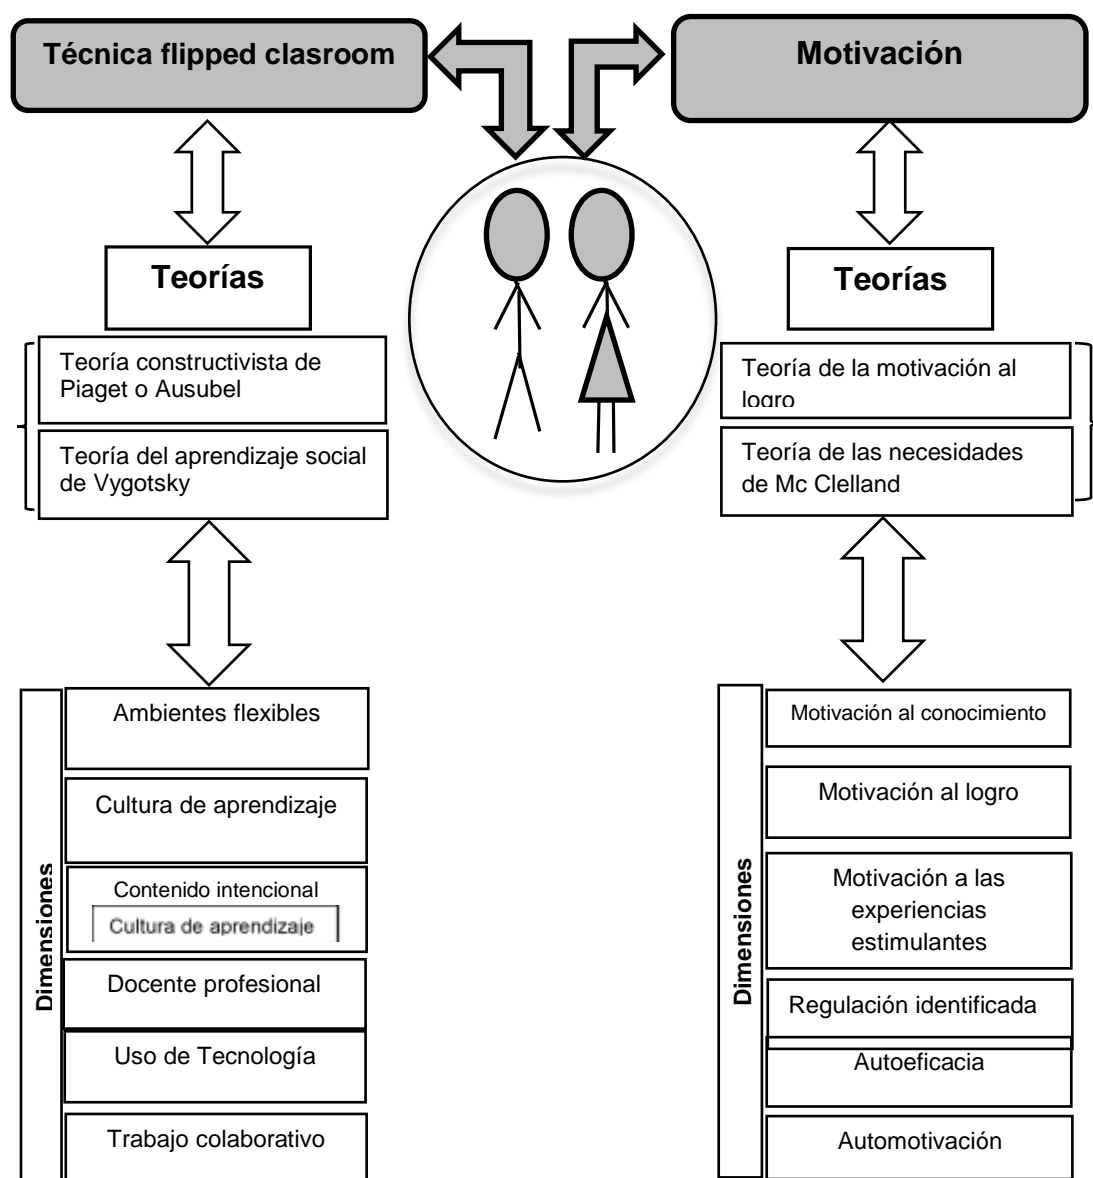 Técnica flipped clasroom
Motivación
Teorías
Teorías
Teoría constructivista de
Piaget o Ausubel
Teoría del aprendizaje social
de Vygotsky
Teoría de la motivación al
logro
Teoría de las necesidades
de Mc Clelland
Dimensiones
Ambientes flexibles
Cultura de aprendizaje
Contenido intencional
Cultura de aprendizaje
Docente profesional
Uso de Tecnología
Trabajo colaborativo
Dimensiones
Motivación al conocimiento
Motivación al logro
Motivación a las
experiencias
estimulantes
Regulación identificada
Autoeficacia
Automotivación